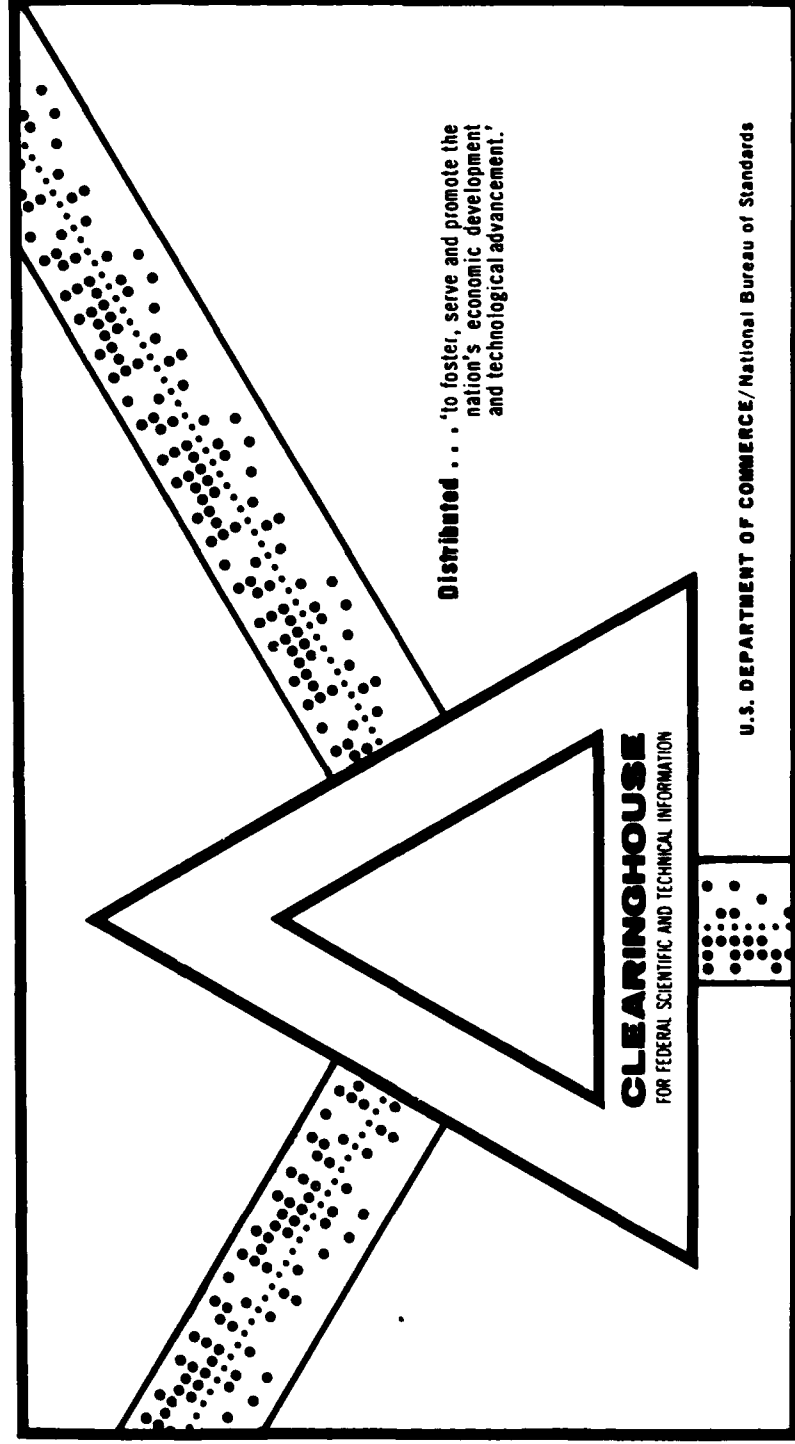 Distributed . . . 'to foster, serve and promote the
nation's economic development
and technological advancement.'
CLEARINGHOUSE
FOR FEDERAL SCIENTIFIC AND TECHNICAL INFORMATION
U.S. DEPARTMENT OF COMMERCE/National Bureau of Standards